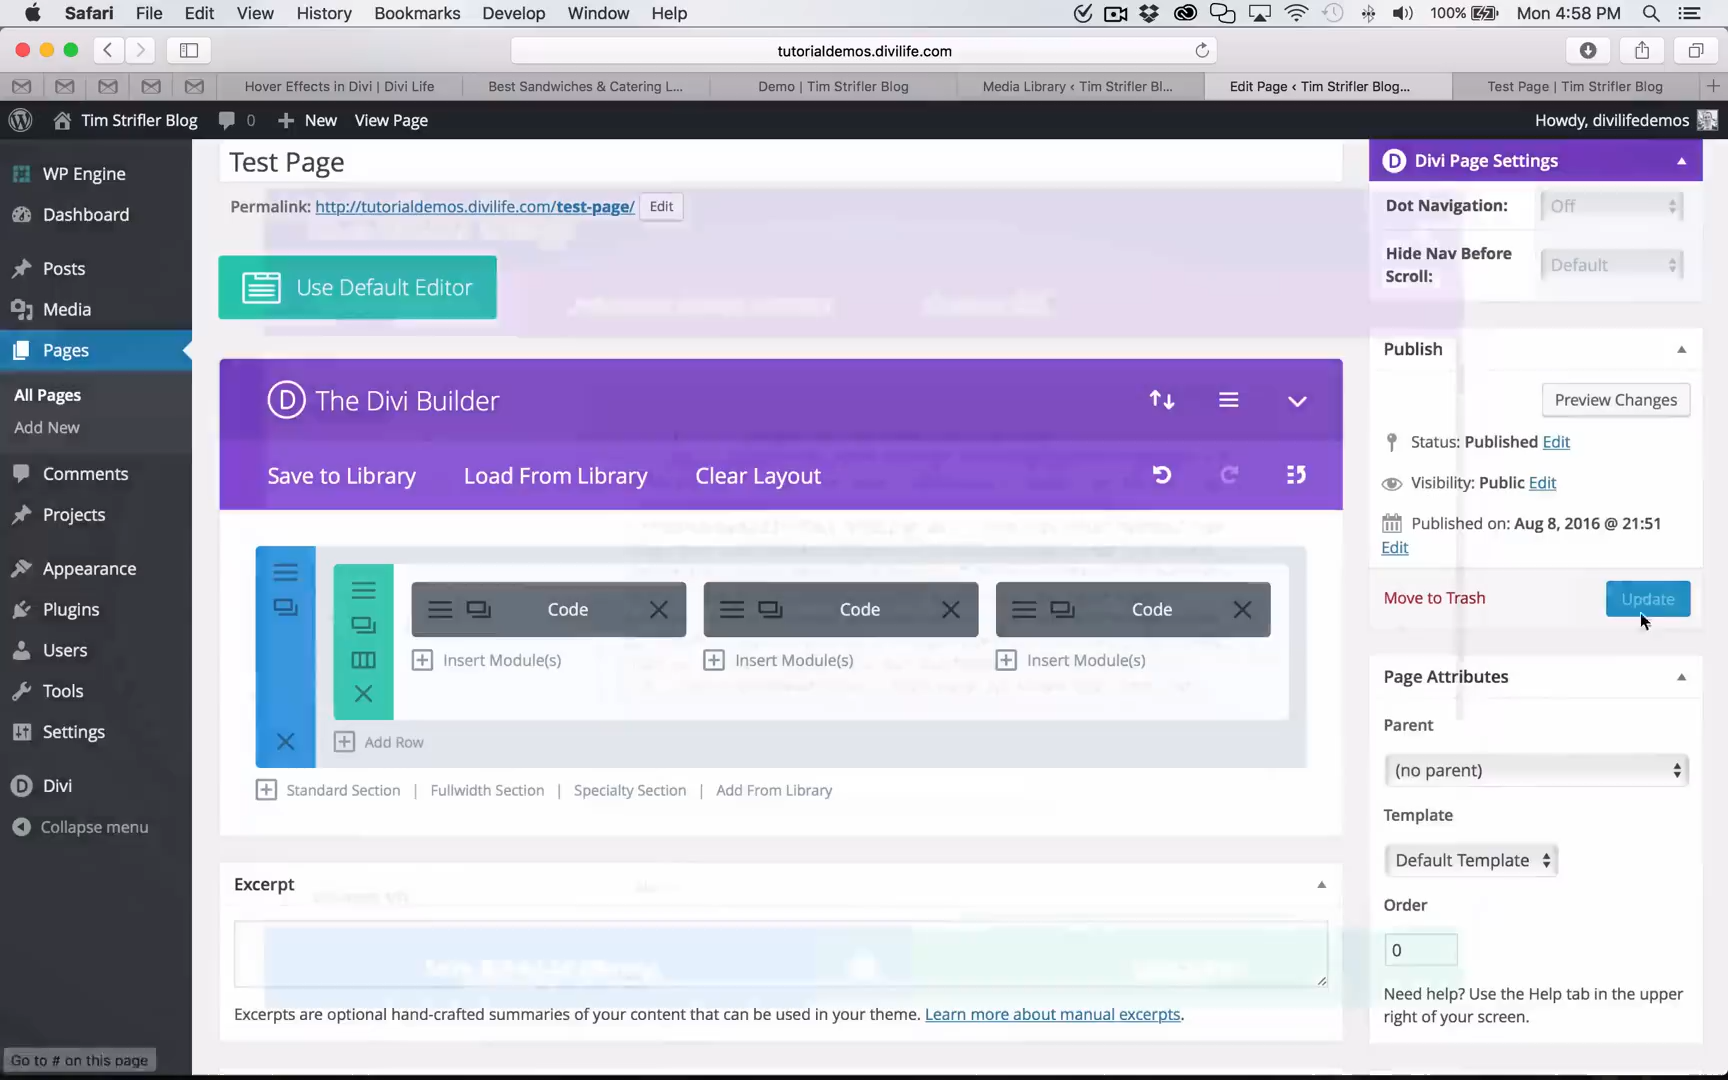 Safari File Edit View History Bookmarks Develop Window Help 100% Mon 4:58 PM
tutorialdemos.divilife.com
Hover Effects in Divi | Divi Life
Best Sandwiches & Catering L...
Demo | Tim Strifler Blog
Media Library < Tim Strifler Bl...
Edit Page < Tim Strifler Blog...
Test Page | Tim Strifler Blog
Tim Strifler Blog 0 New View Page Howdy, divilifedemos
WP Engine
Dashboard
Posts
Media
Pages
All Pages
Add New
Comments
Projects
Appearance
Plugins
Users
Tools
Settings
Divi
Collapse menu
Go to # on this page
Test Page
Permalink: http://tutorialdemos.divilife.com/test-page/ Edit
Use Default Editor
The Divi Builder
Save to Library Load From Library Clear Layout
Code Code Code
Insert Module(s) Insert Module(s) Insert Module(s)
Add Row
Standard Section | Fullwidth Section | Specialty Section | Add From Library
Excerpt
Excerpts are optional hand-crafted summaries of your content that can be used in your theme. Learn more about manual excerpts.
Divi Page Settings
Dot Navigation: Off
Hide Nav Before
Scroll:
Default
Publish
Preview Changes
Status: Published Edit
Visibility: Public Edit
Published on: Aug 8, 2016 @ 21:51
Edit
Move to Trash Update
Page Attributes
Parent
(no parent)
Template
Default Template
Order
0
Need help? Use the Help tab in the upper
right of your screen.